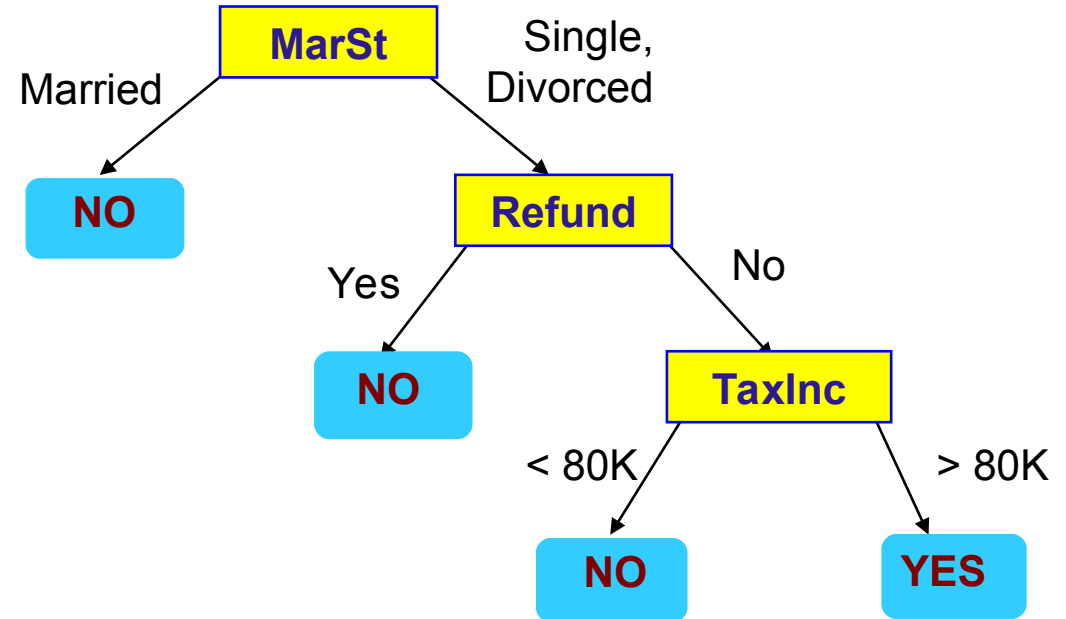 MarSt
Single,
Divorced
Married
NO
Refund
Yes
No
NO
TaxInc
< 80K
> 80K
NO
YES